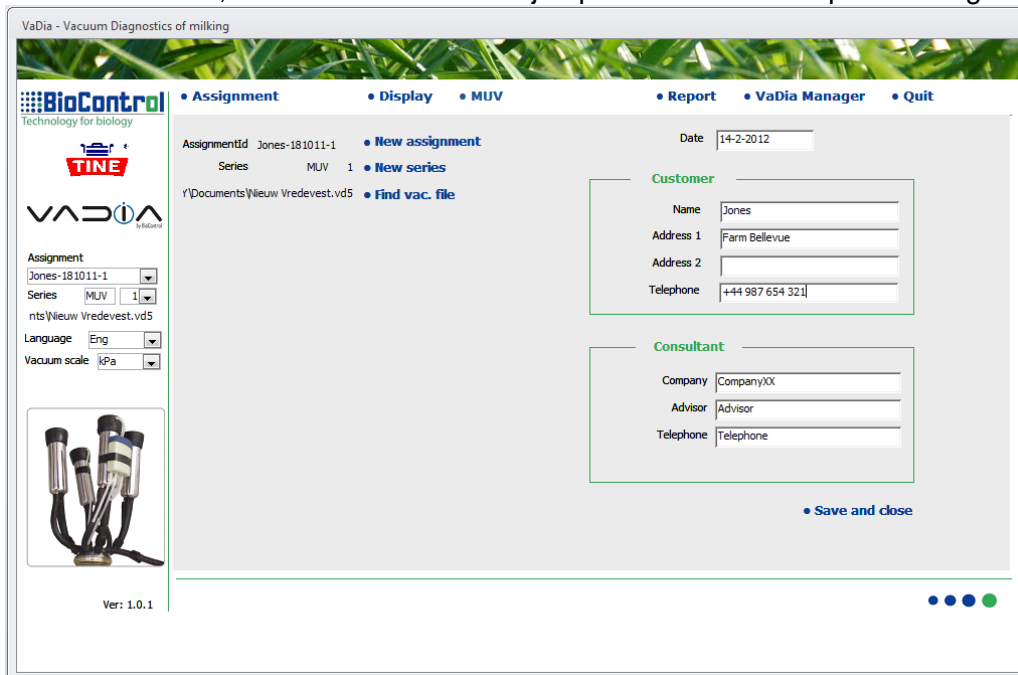 VaDia - Vacuum Diagnostics of milking
BioControl
Technology for biology
• Assignment • Display • MUV • Report • VaDia Manager • Quit
TINE
VADIA
by BioControl
Assignment
Jones-181011-1
Series MUV 1
nts\Nieuw Vredevest.vd5
Language Eng
Vacuum scale kPa
Ver: 1.0.1
AssignmentId Jones-181011-1 • New assignment
Series MUV 1 • New series
\Documents\Nieuw Vredevest.vd5 • Find vac. file
Date 14-2-2012
Customer
Name Jones
Address 1 Farm Bellevue
Address 2
Telephone +44 987 654 321
Consultant
Company CompanyXX
Advisor Advisor
Telephone Telephone
• Save and close